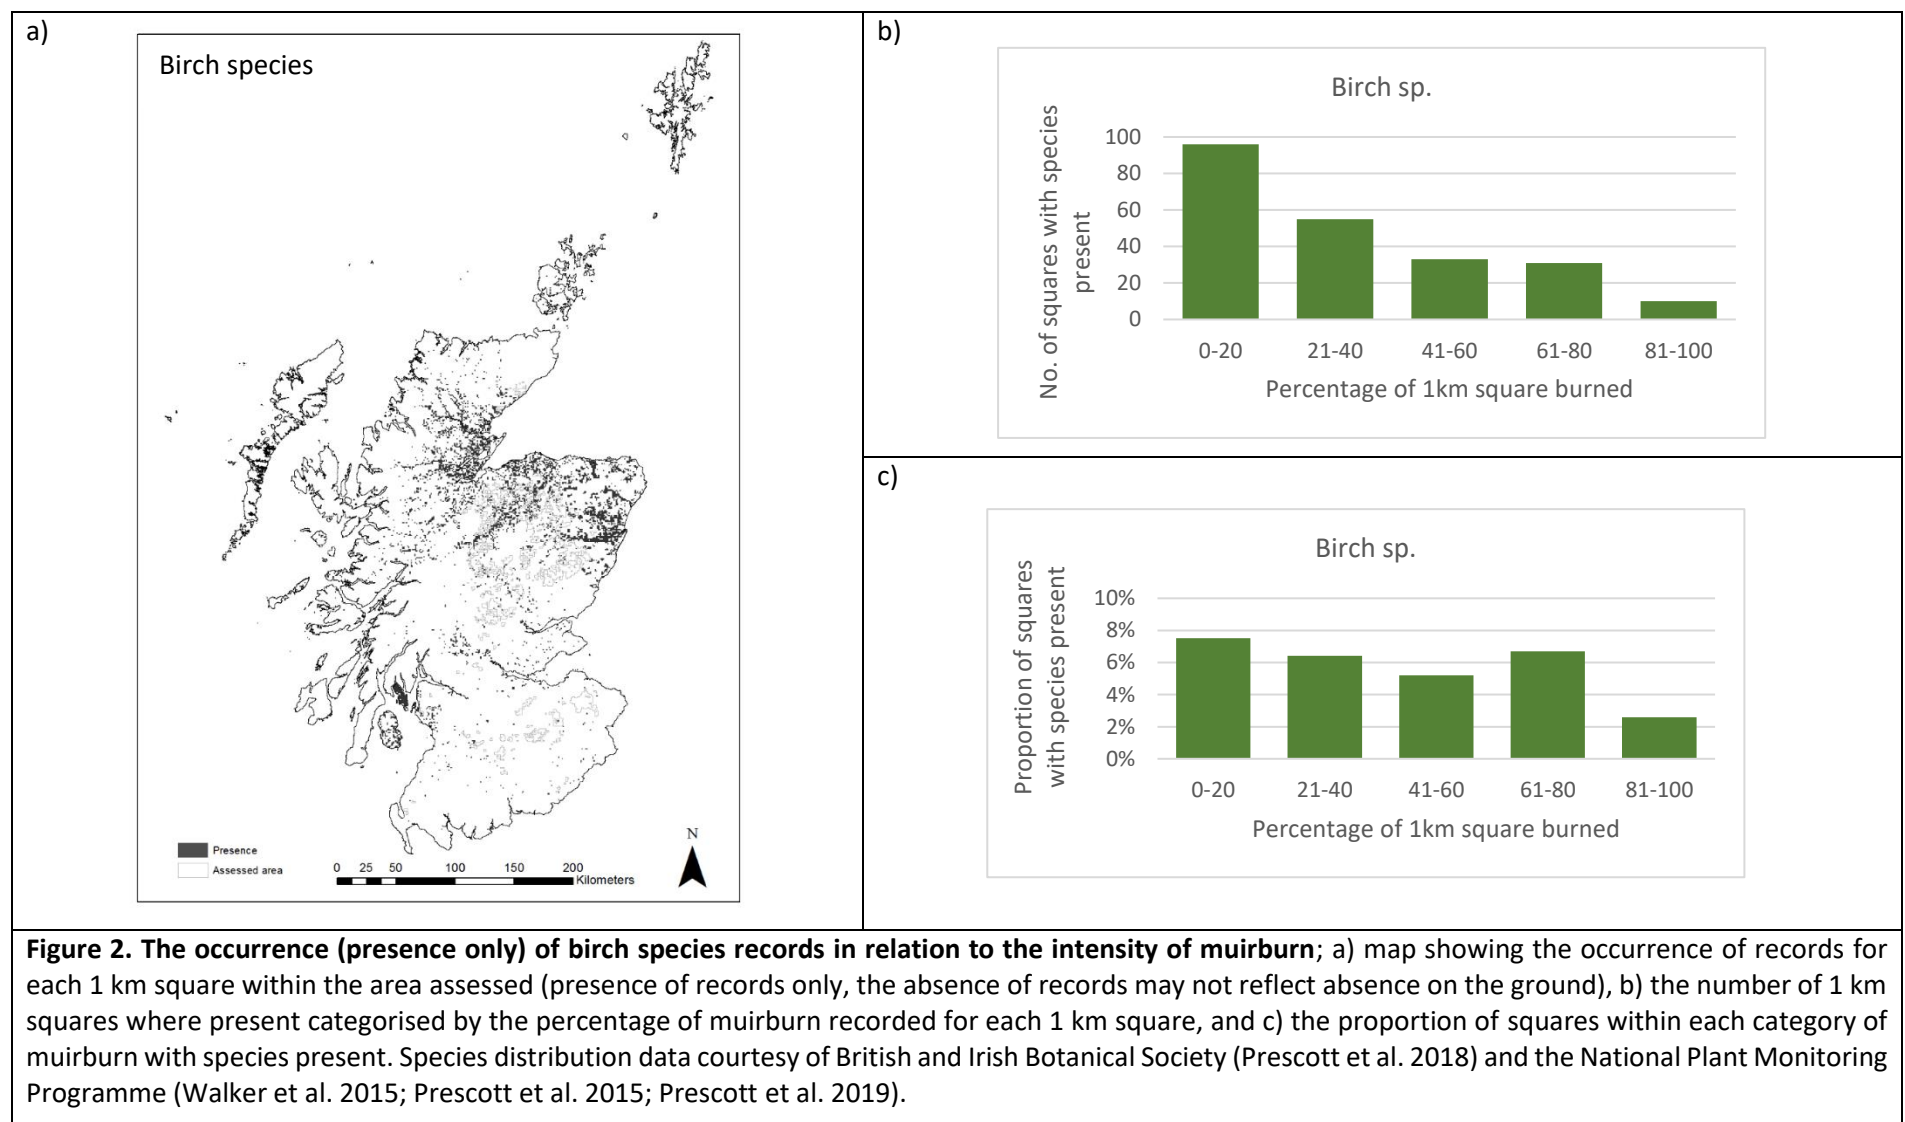 a)
Birch species
N
Presence
Assessed area
0 25 50 100 150 200
Kilometers
b)
Birch sp.
No. of squares with species
present
100
80
60
40
20
0
0-20 21-40 41-60 61-80 81-100
Percentage of 1km square burned
c)
Birch sp.
Proportion of squares
with species present
10%
8%
6%
4%
2%
0%
0-20 21-40 41-60 61-80 81-100
Percentage of 1km square burned
Figure 2. The occurrence (presence only) of birch species records in relation to the intensity of muirburn; a) map showing the occurrence of records for
each 1 km square within the area assessed (presence of records only, the absence of records may not reflect absence on the ground), b) the number of 1 km
squares where present categorised by the percentage of muirburn recorded for each 1 km square, and c) the proportion of squares within each category of
muirburn with species present. Species distribution data courtesy of British and Irish Botanical Society (Prescott et al. 2018) and the National Plant Monitoring
Programme (Walker et al. 2015; Prescott et al. 2015; Prescott et al. 2019).